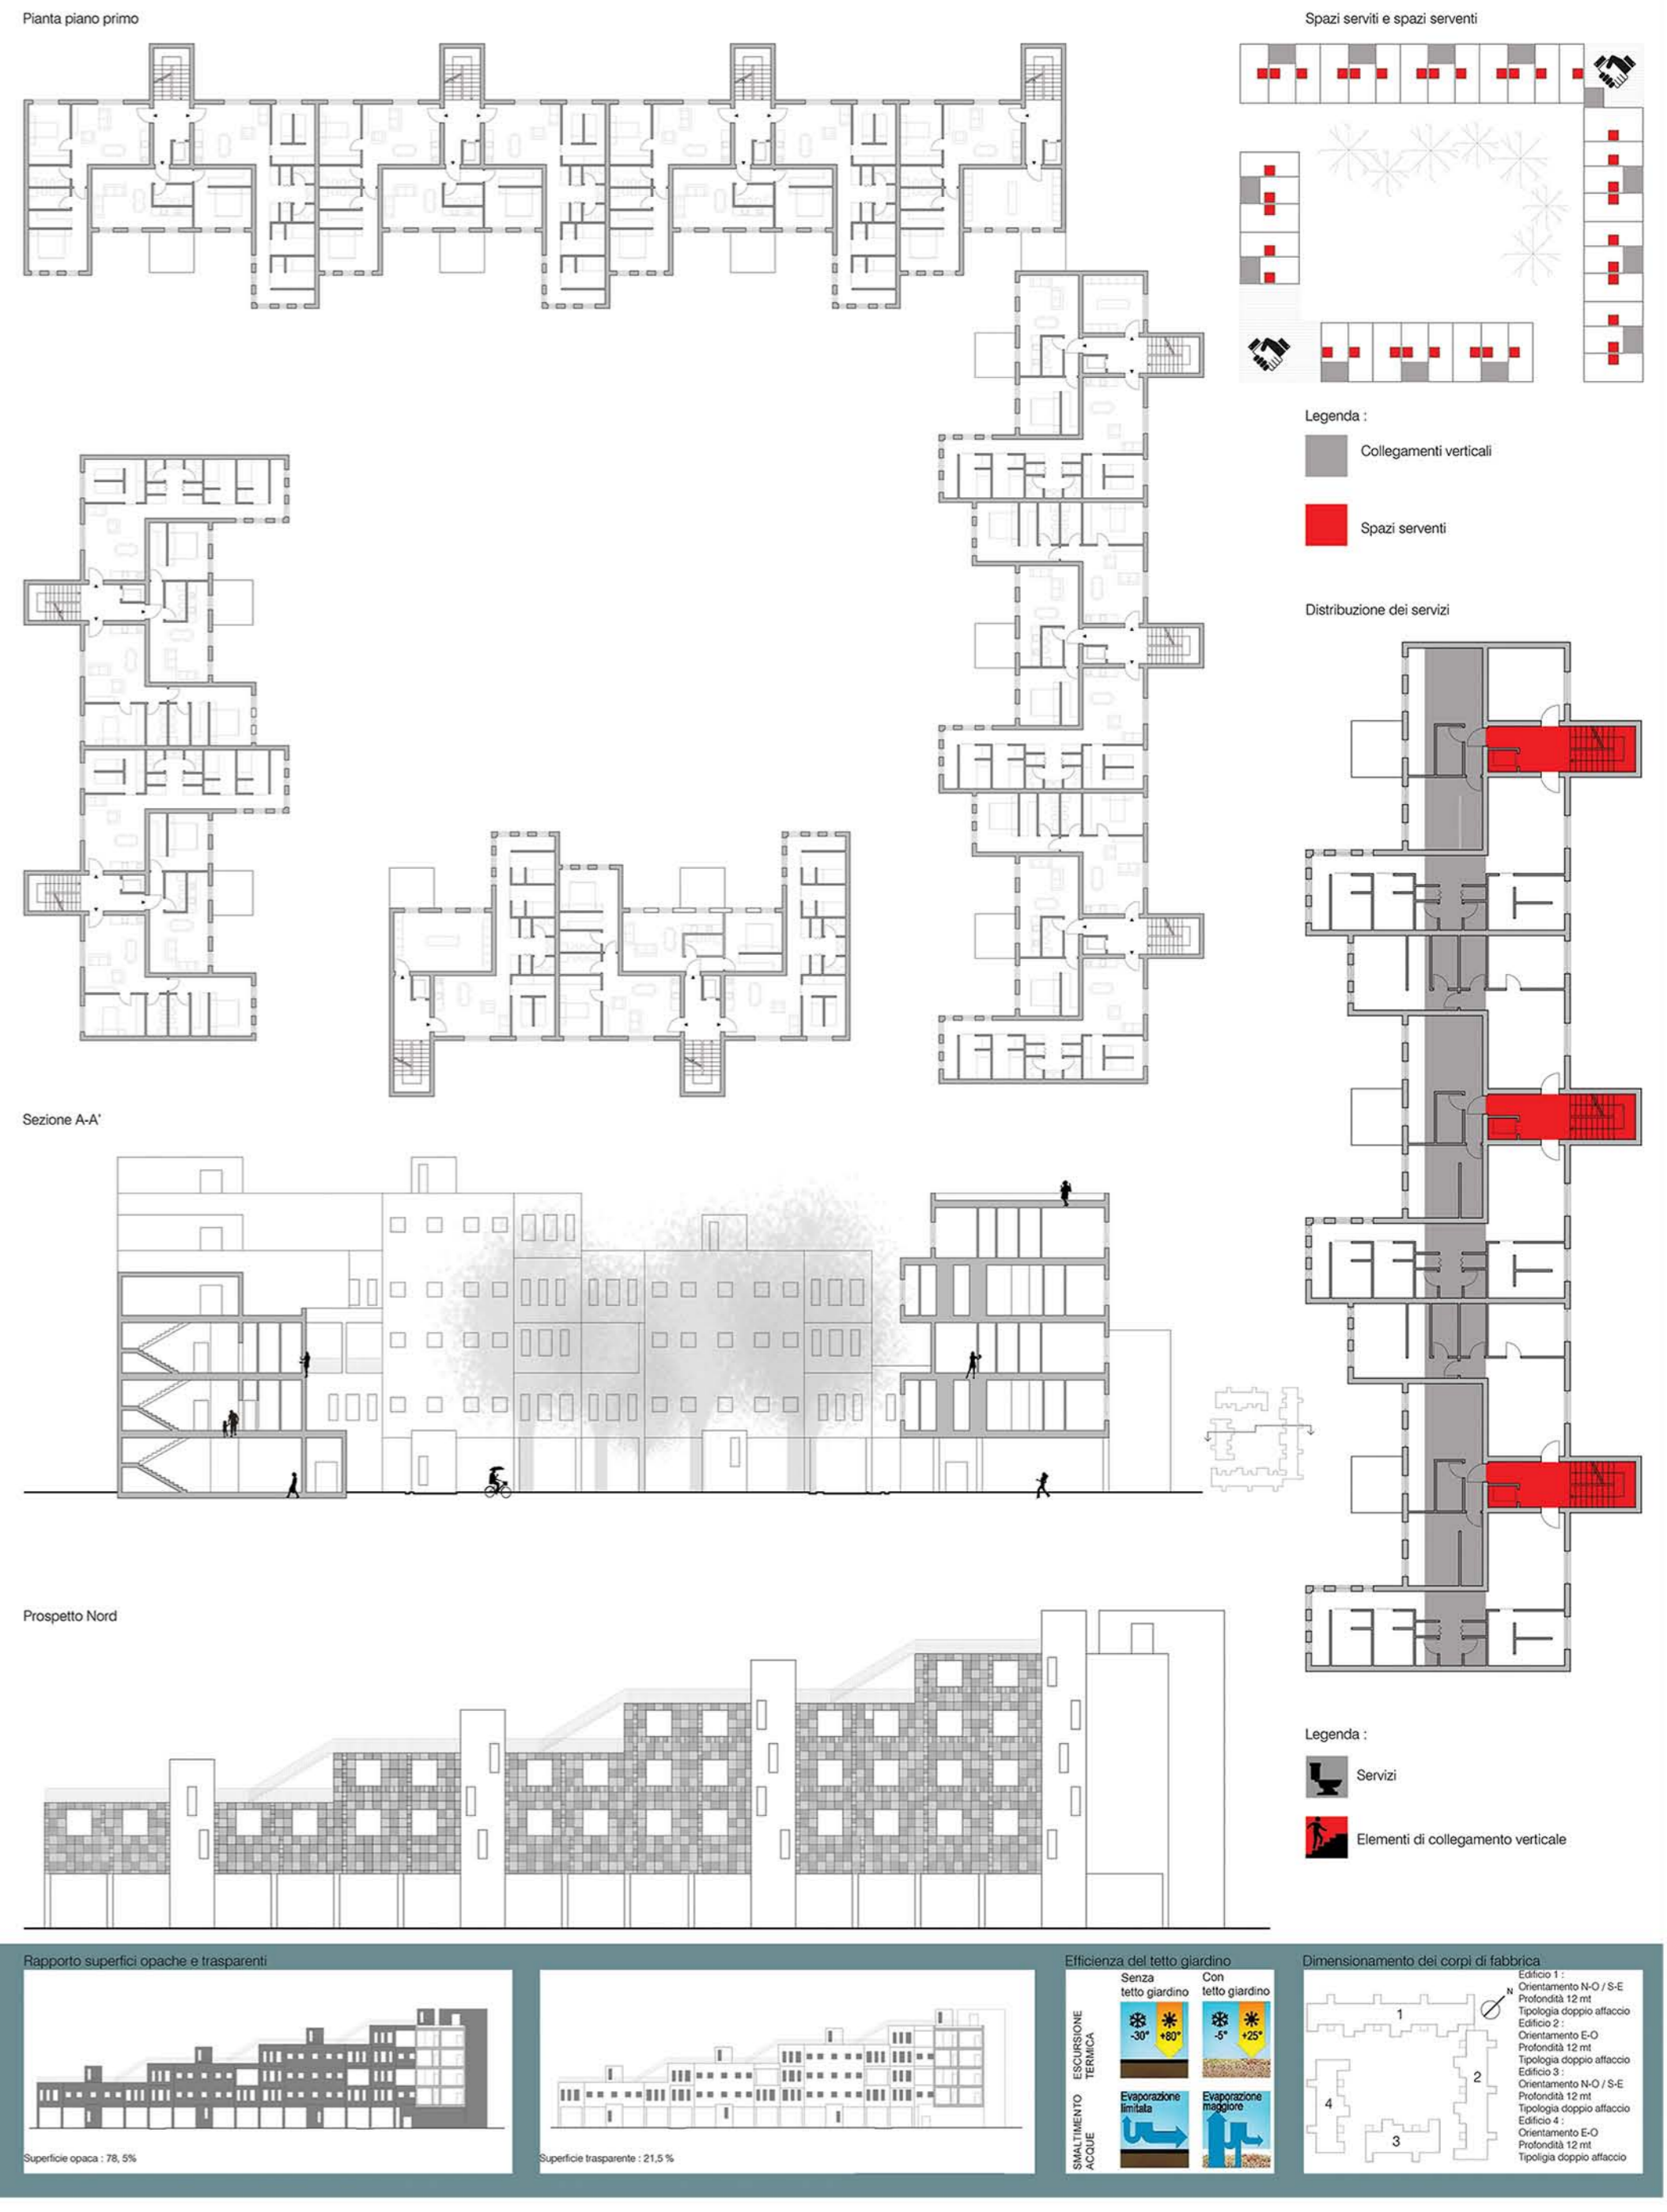 Pianta piano primo
Spazi serviti e spazi serventi
Legenda :
Collegamenti verticali
Spazi serventi
Distribuzione dei servizi
Sezione A-A'
Prospetto Nord
Legenda :
Servizi
Elementi di collegamento verticale
Rapporto superfici opache e trasparenti
Superficie opaca : 78, 5%
Superficie trasparente : 21,5 %
Efficienza del tetto giardino
Senza
tetto giardino
Con
tetto giardino
ESCURSIONE
TERMICA
-30° +80°
-5° +25°
SMALTIMENTO
ACQUE
Evaporazione
limitata
Evaporazione
maggiore
Dimensionamento dei corpi di fabbrica
N
1
2
3
4
Edificio 1 :
Orientamento N-O / S-E
Profondità 12 mt
Tipologia doppio affaccio
Edificio 2 :
Orientamento E-O
Profondità 12 mt
Tipologia doppio affaccio
Edificio 3 :
Orientamento N-O / S-E
Profondità 12 mt
Tipologia doppio affaccio
Edificio 4 :
Orientamento E-O
Profondità 12 mt
Tipoligia doppio affaccio